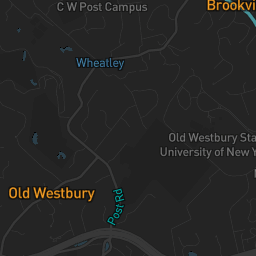 C W Post Campus
Brookvi
Wheatley
Old Westbury Sta
University of New Y
Old Westbury
Post Rd